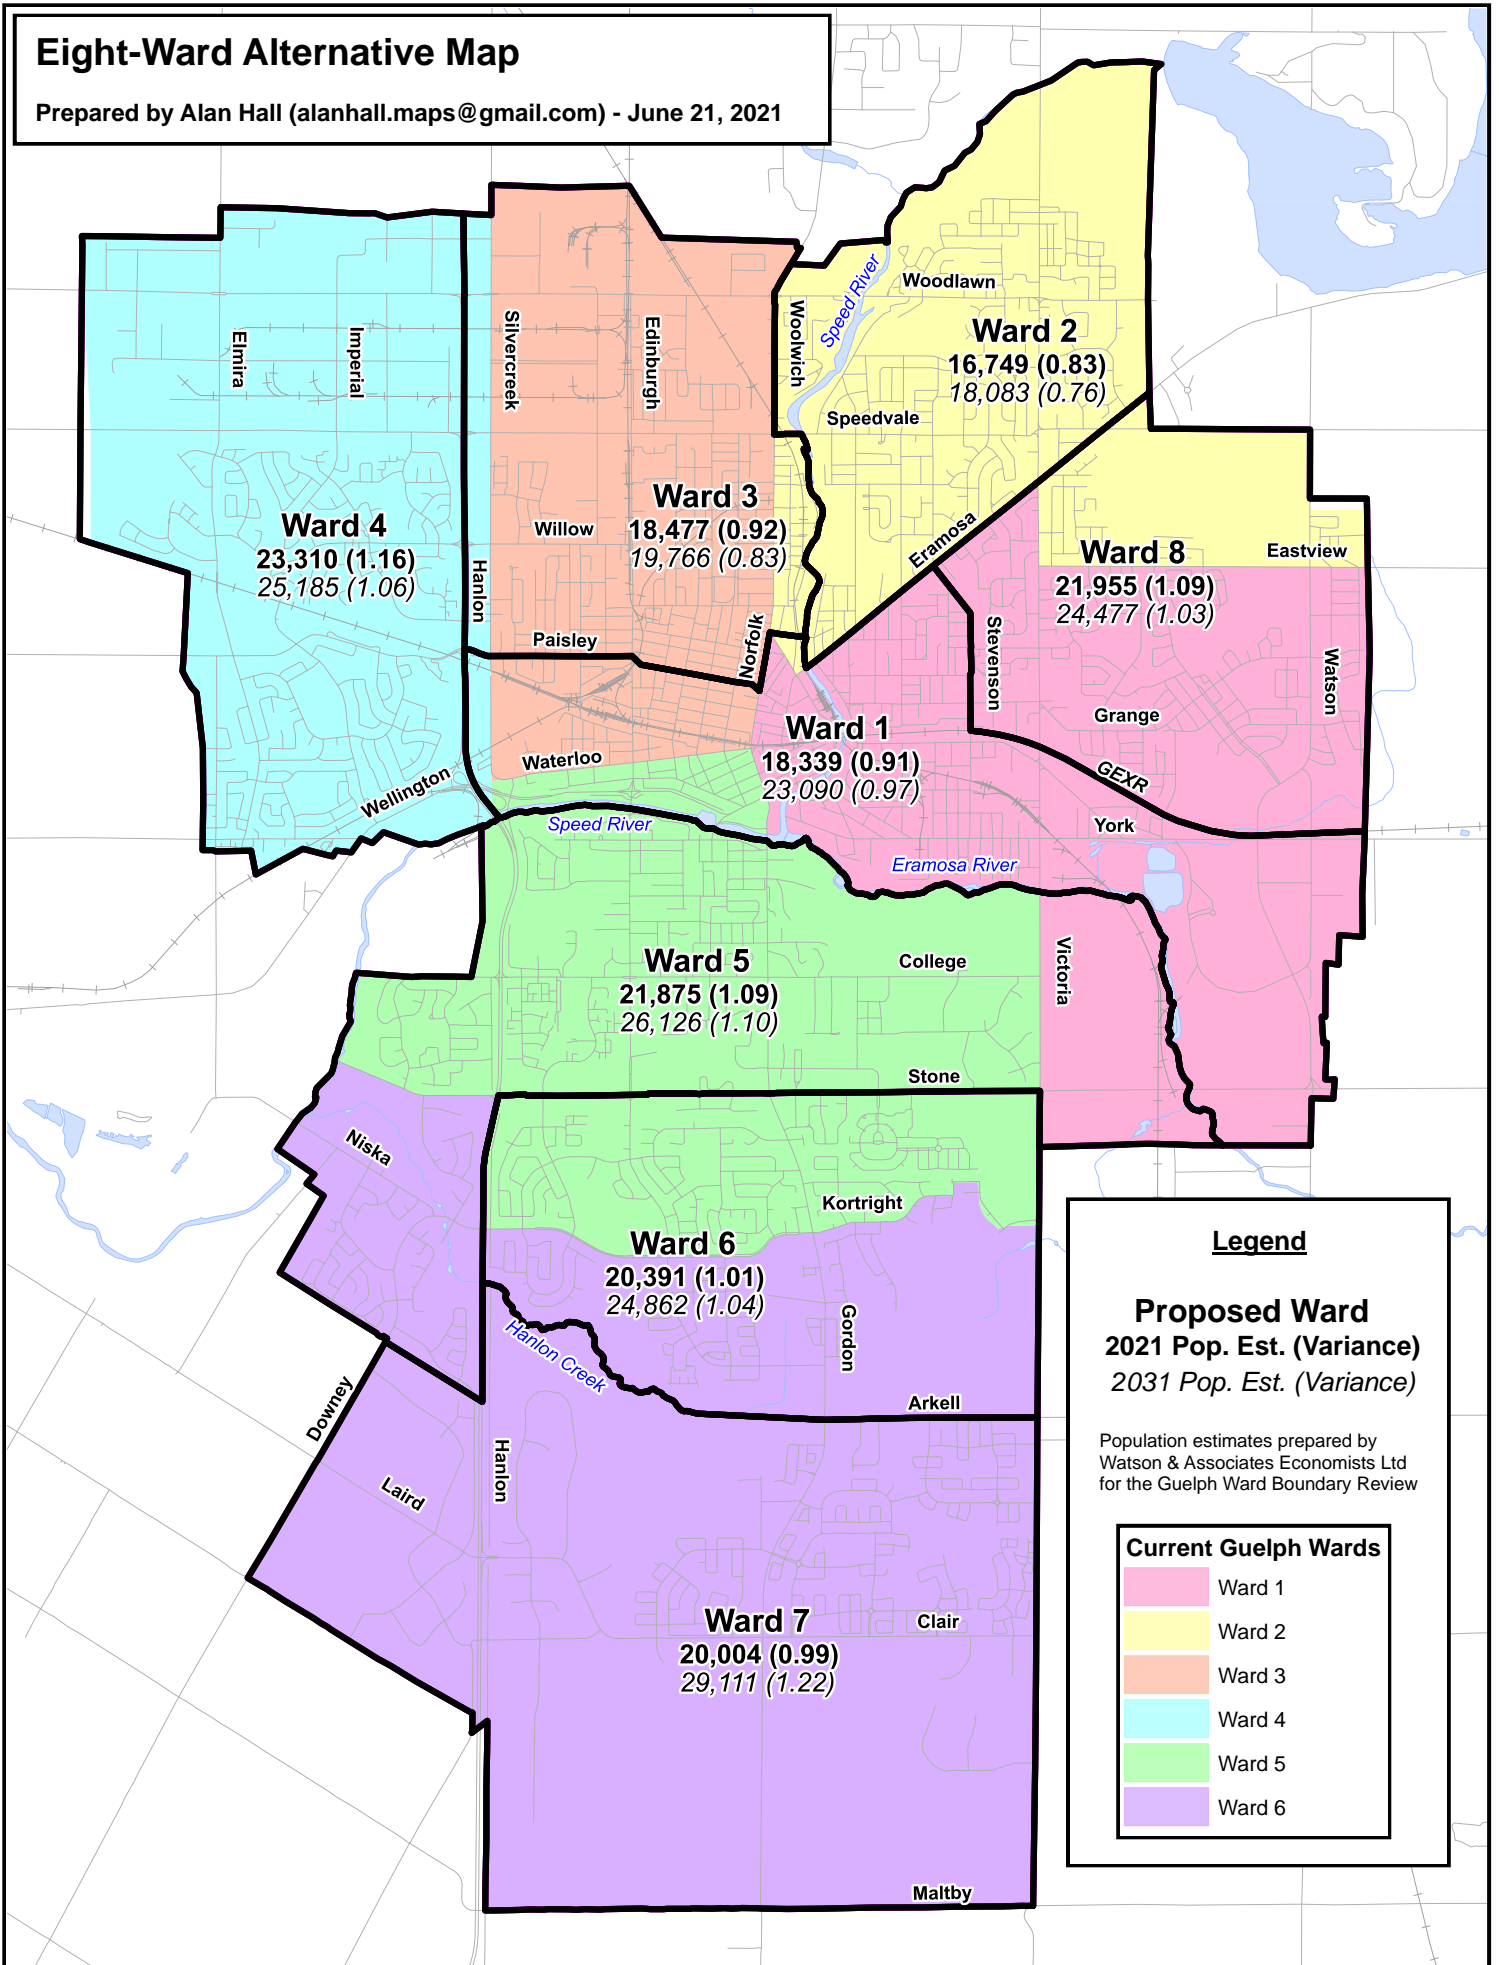 Eight-Ward Alternative Map
Prepared by Alan Hall (alanhall.maps@gmail.com) - June 21, 2021
Speed River
Woodlawn
Woolwich
Ward 2
16,749 (0.83)
18,083 (0.76)
Speedvale
Elmira
Imperial
Silvercreek
Edinburgh
Ward 3
18,477 (0.92)
19,766 (0.83)
Willow
Ward 4
23,310 (1.16)
25,185 (1.06)
Hanlon
Eramosa
Ward 8
21,955 (1.09)
24,477 (1.03)
Eastview
Paisley
Norfolk
Stevenson
Watson
Grange
Ward 1
18,339 (0.91)
23,090 (0.97)
Waterloo
Wellington
GEXR
York
Speed River
Eramosa River
Ward 5
21,875 (1.09)
26,126 (1.10)
College
Victoria
Stone
Niska
Kortright
Ward 6
20,391 (1.01)
24,862 (1.04)
Gordon
Hanlon Creek
Arkell
Downey
Hanlon
Laird
Ward 7
20,004 (0.99)
29,111 (1.22)
Clair
Maltby
Legend
Proposed Ward
2021 Pop. Est. (Variance)
2031 Pop. Est. (Variance)
Population estimates prepared by
Watson & Associates Economists Ltd
for the Guelph Ward Boundary Review
Current Guelph Wards
Ward 1
Ward 2
Ward 3
Ward 4
Ward 5
Ward 6